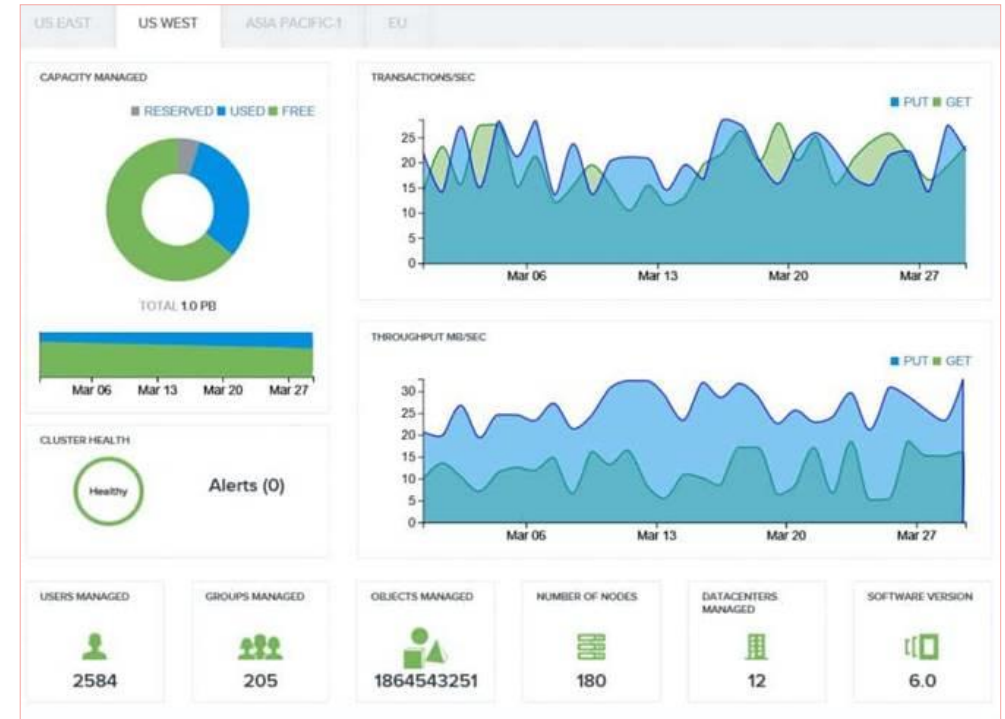 US EAST
US WEST
ASIA PACIFIC-1
EU
CAPACITY MANAGED
RESERVED USED FREE
TOTAL 1.0 PB
Mar 06 Mar 13 Mar 20 Mar 27
CLUSTER HEALTH
Healthy
Alerts (0)
TRANSACTIONS/SEC
PUT GET
25
20
15
10
5
0
Mar 06 Mar 13 Mar 20 Mar 27
THROUGHPUT MB/SEC
PUT GET
30
25
20
15
10
5
0
Mar 06 Mar 13 Mar 20 Mar 27
USERS MANAGED
2584
GROUPS MANAGED
205
OBJECTS MANAGED
1864543251
NUMBER OF NODES
180
DATACENTERS
MANAGED
12
SOFTWARE VERSION
6.0